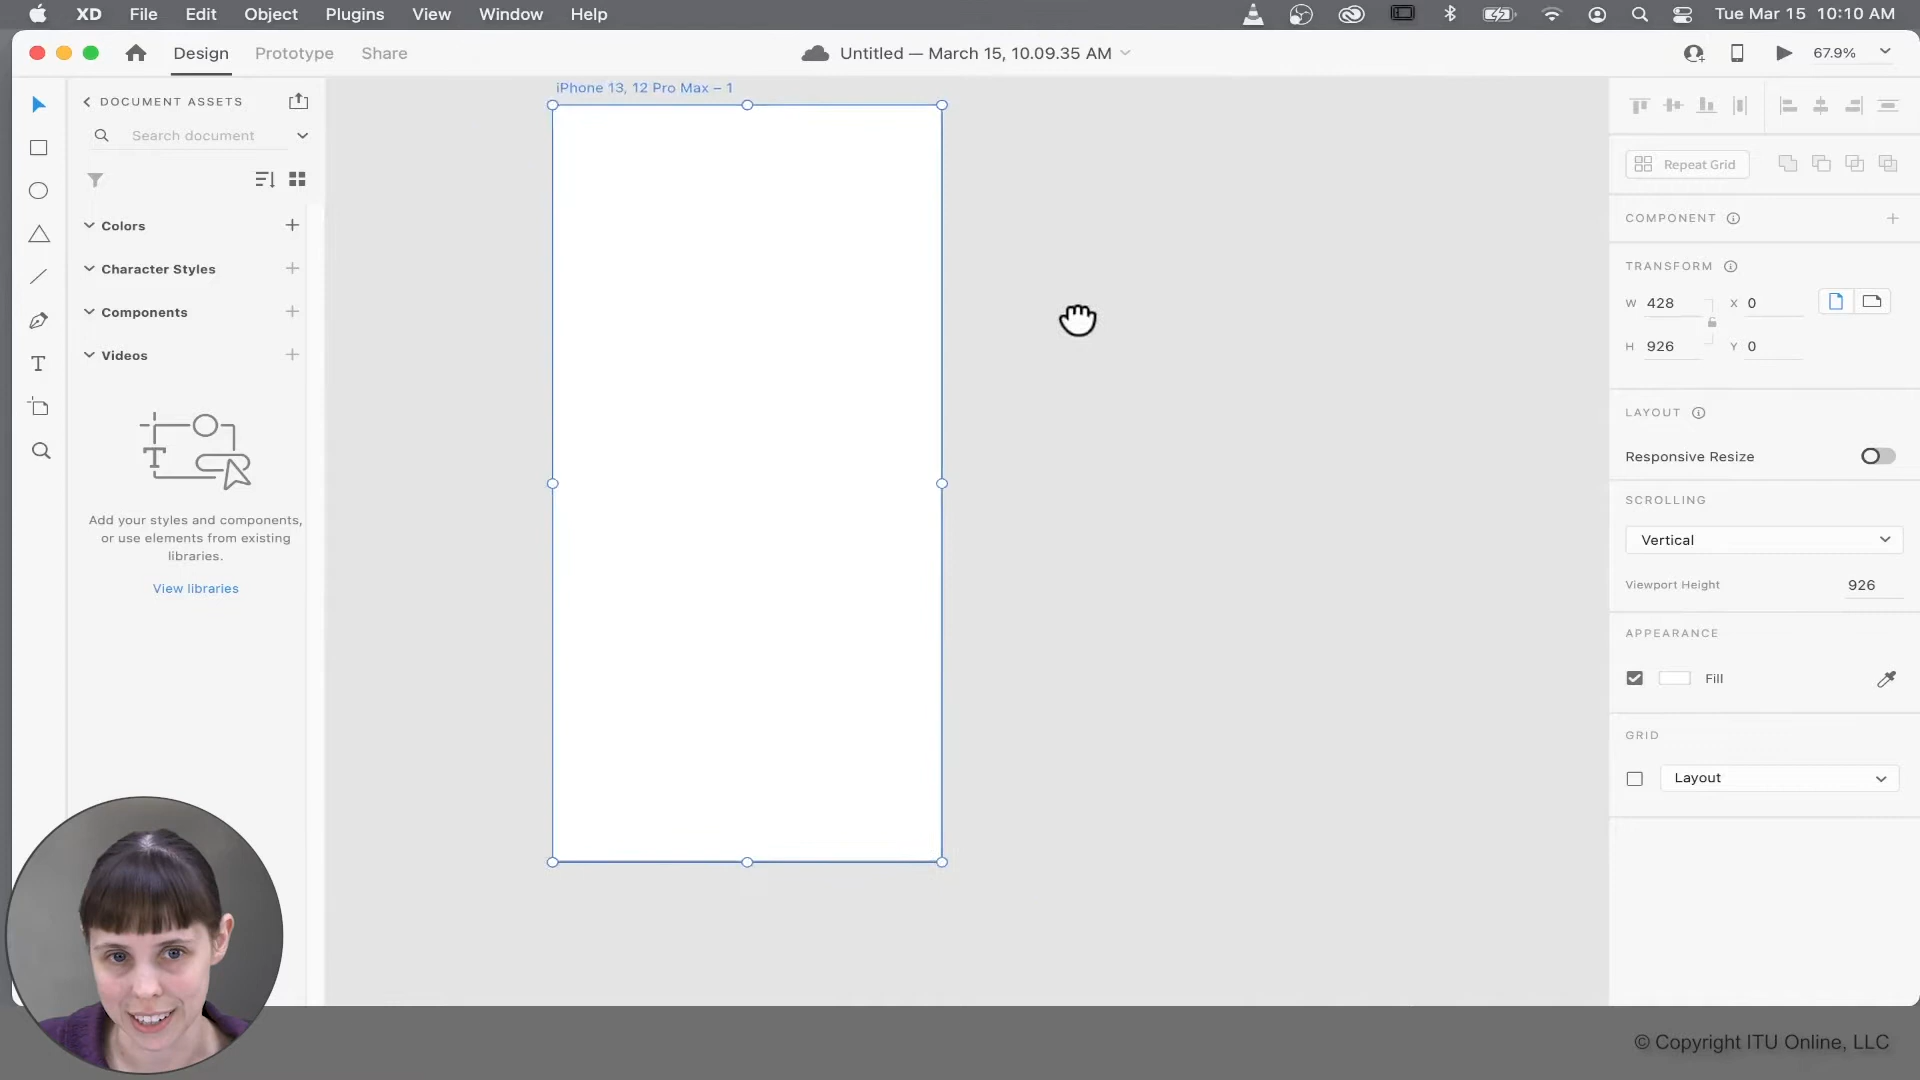 XD File Edit Object Plugins View Window Help Tue Mar 15 10:10 AM
Design Prototype Share Untitled — March 15, 10.09.35 AM 67.9%
DOCUMENT ASSETS
Search document
Colors
Character Styles
Components
Videos
Add your styles and components,
or use elements from existing
libraries.
View libraries
iPhone 13, 12 Pro Max – 1
Repeat Grid
COMPONENT
TRANSFORM
W 428 X 0
H 926 Y 0
LAYOUT
Responsive Resize
SCROLLING
Vertical
Viewport Height 926
APPEARANCE
Fill
GRID
Layout
© Copyright ITU Online, LLC